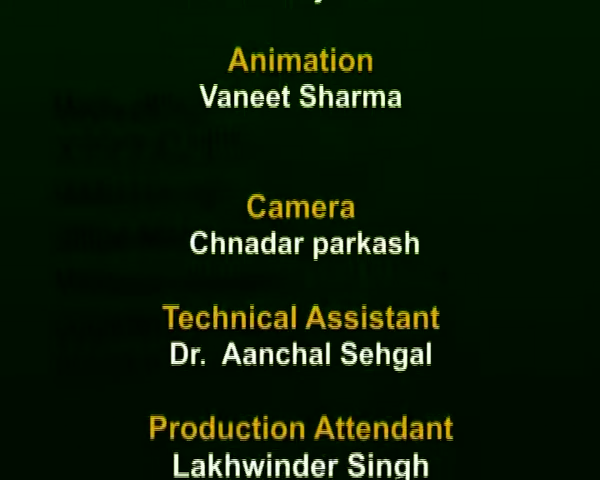 Animation
Vaneet Sharma
Camera
Chnadar parkash
Technical Assistant
Dr. Aanchal Sehgal
Production Attendant
Lakhwinder Singh